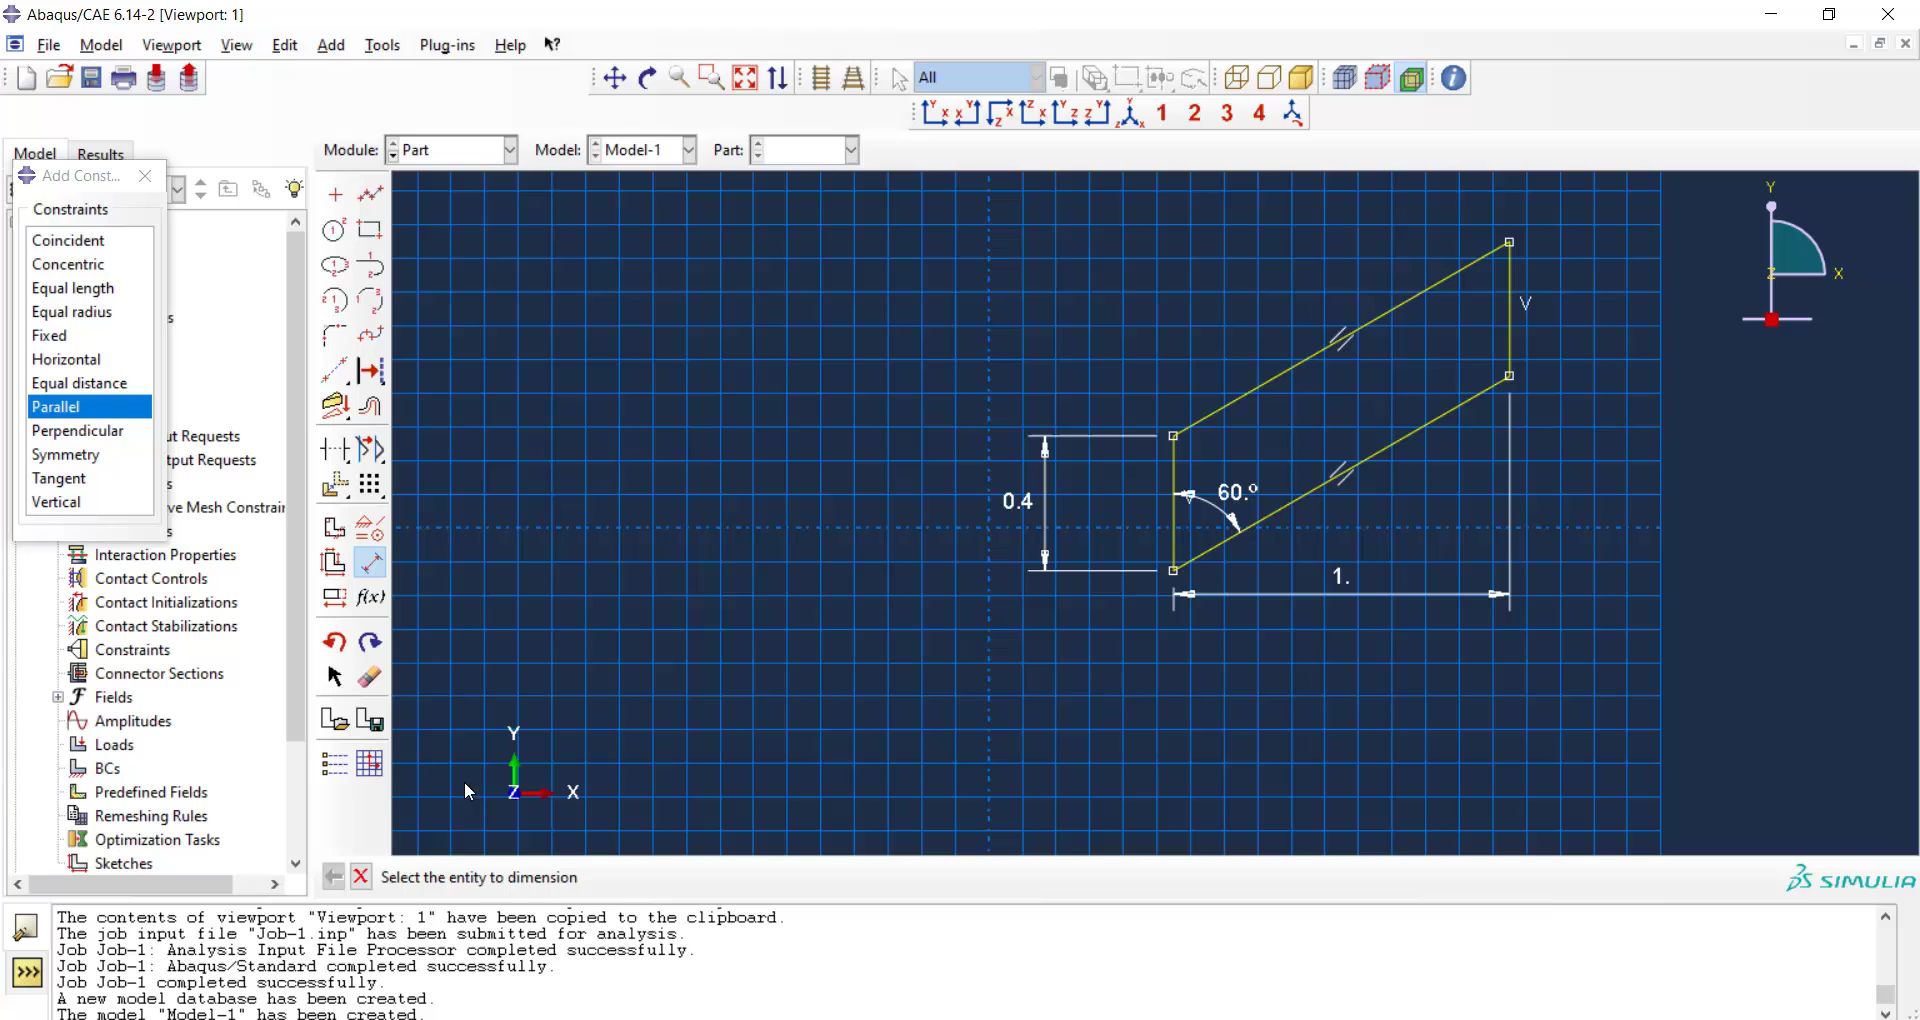 Abaqus/CAE 6.14-2 [Viewport: 1]
File Model Viewport View Edit Add Tools Plug-ins Help
All
1 2 3 4
Model Results
Module: Part Model: Model-1 Part:
Add Const...
Constraints
Coincident
Concentric
Equal length
Equal radius
Fixed
Horizontal
Equal distance
Parallel
Perpendicular
Symmetry
Tangent
Vertical
s
ut Requests
tput Requests
s
ve Mesh Constrair
s
Interaction Properties
Contact Controls
Contact Initializations
Contact Stabilizations
Constraints
Connector Sections
Fields
Amplitudes
Loads
BCs
Predefined Fields
Remeshing Rules
Optimization Tasks
Sketches
f(x)
V
60.º
0.4
1.
Y
Z X
Y
Z X
Select the entity to dimension
SIMULIA
The contents of viewport "Viewport: 1" have been copied to the clipboard.
The job input file "Job-1.inp" has been submitted for analysis.
Job Job-1: Analysis Input File Processor completed successfully.
Job Job-1: Abaqus/Standard completed successfully.
Job Job-1 completed successfully.
A new model database has been created.
The model "Model-1" has been created.